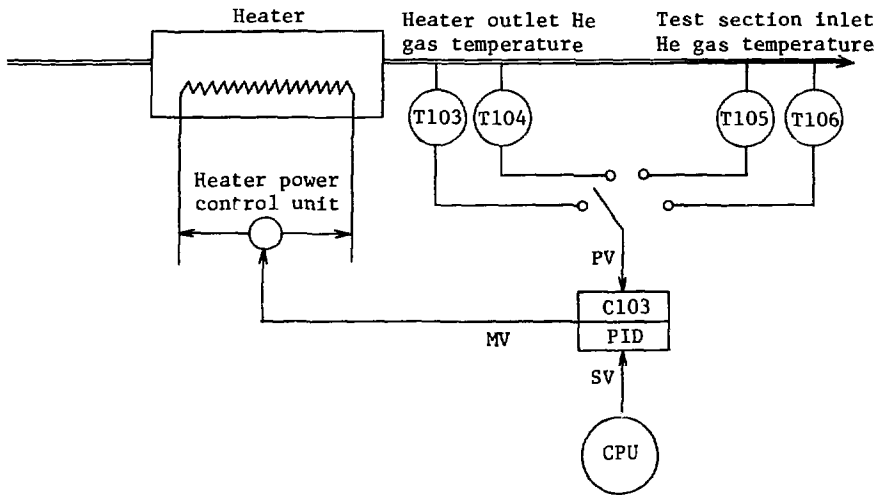 Heater
Heater outlet He
gas temperature
Test section inlet
He gas temperature
T103
T104
T105
T106
Heater power
control unit
PV
C103
PID
MV
SV
CPU